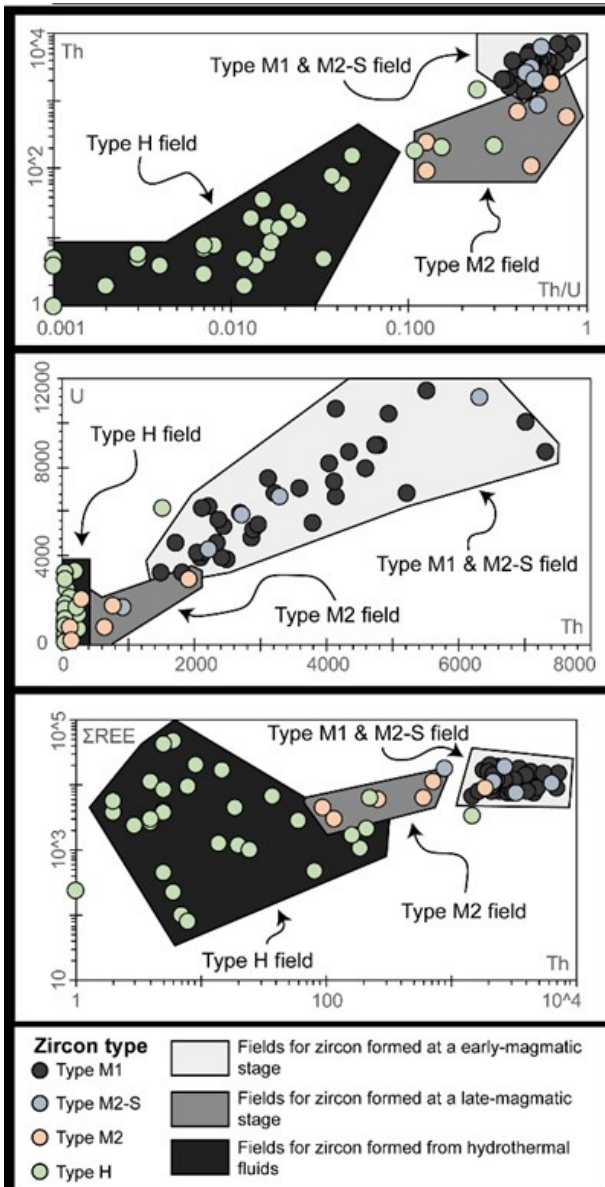 10^4
Th
Type M1 & M2-S field
Type H field
10^2
Type M2 field
1
0.001
0.010
0.100
Th/U
1
12000
U
Type H field
8000
Type M1 & M2-S field
4000
Type M2 field
0
Th
0
2000
4000
6000
8000
10^5
ΣREE
Type M1 & M2-S field
10^3
Type M2 field
Type H field
10
Th
1
100
10^4
Zircon type
Type M1
Type M2-S
Type M2
Type H
Fields for zircon formed at a early-magmatic
stage
Fields for zircon formed at a late-magmatic
stage
Fields for zircon formed from hydrothermal
fluids